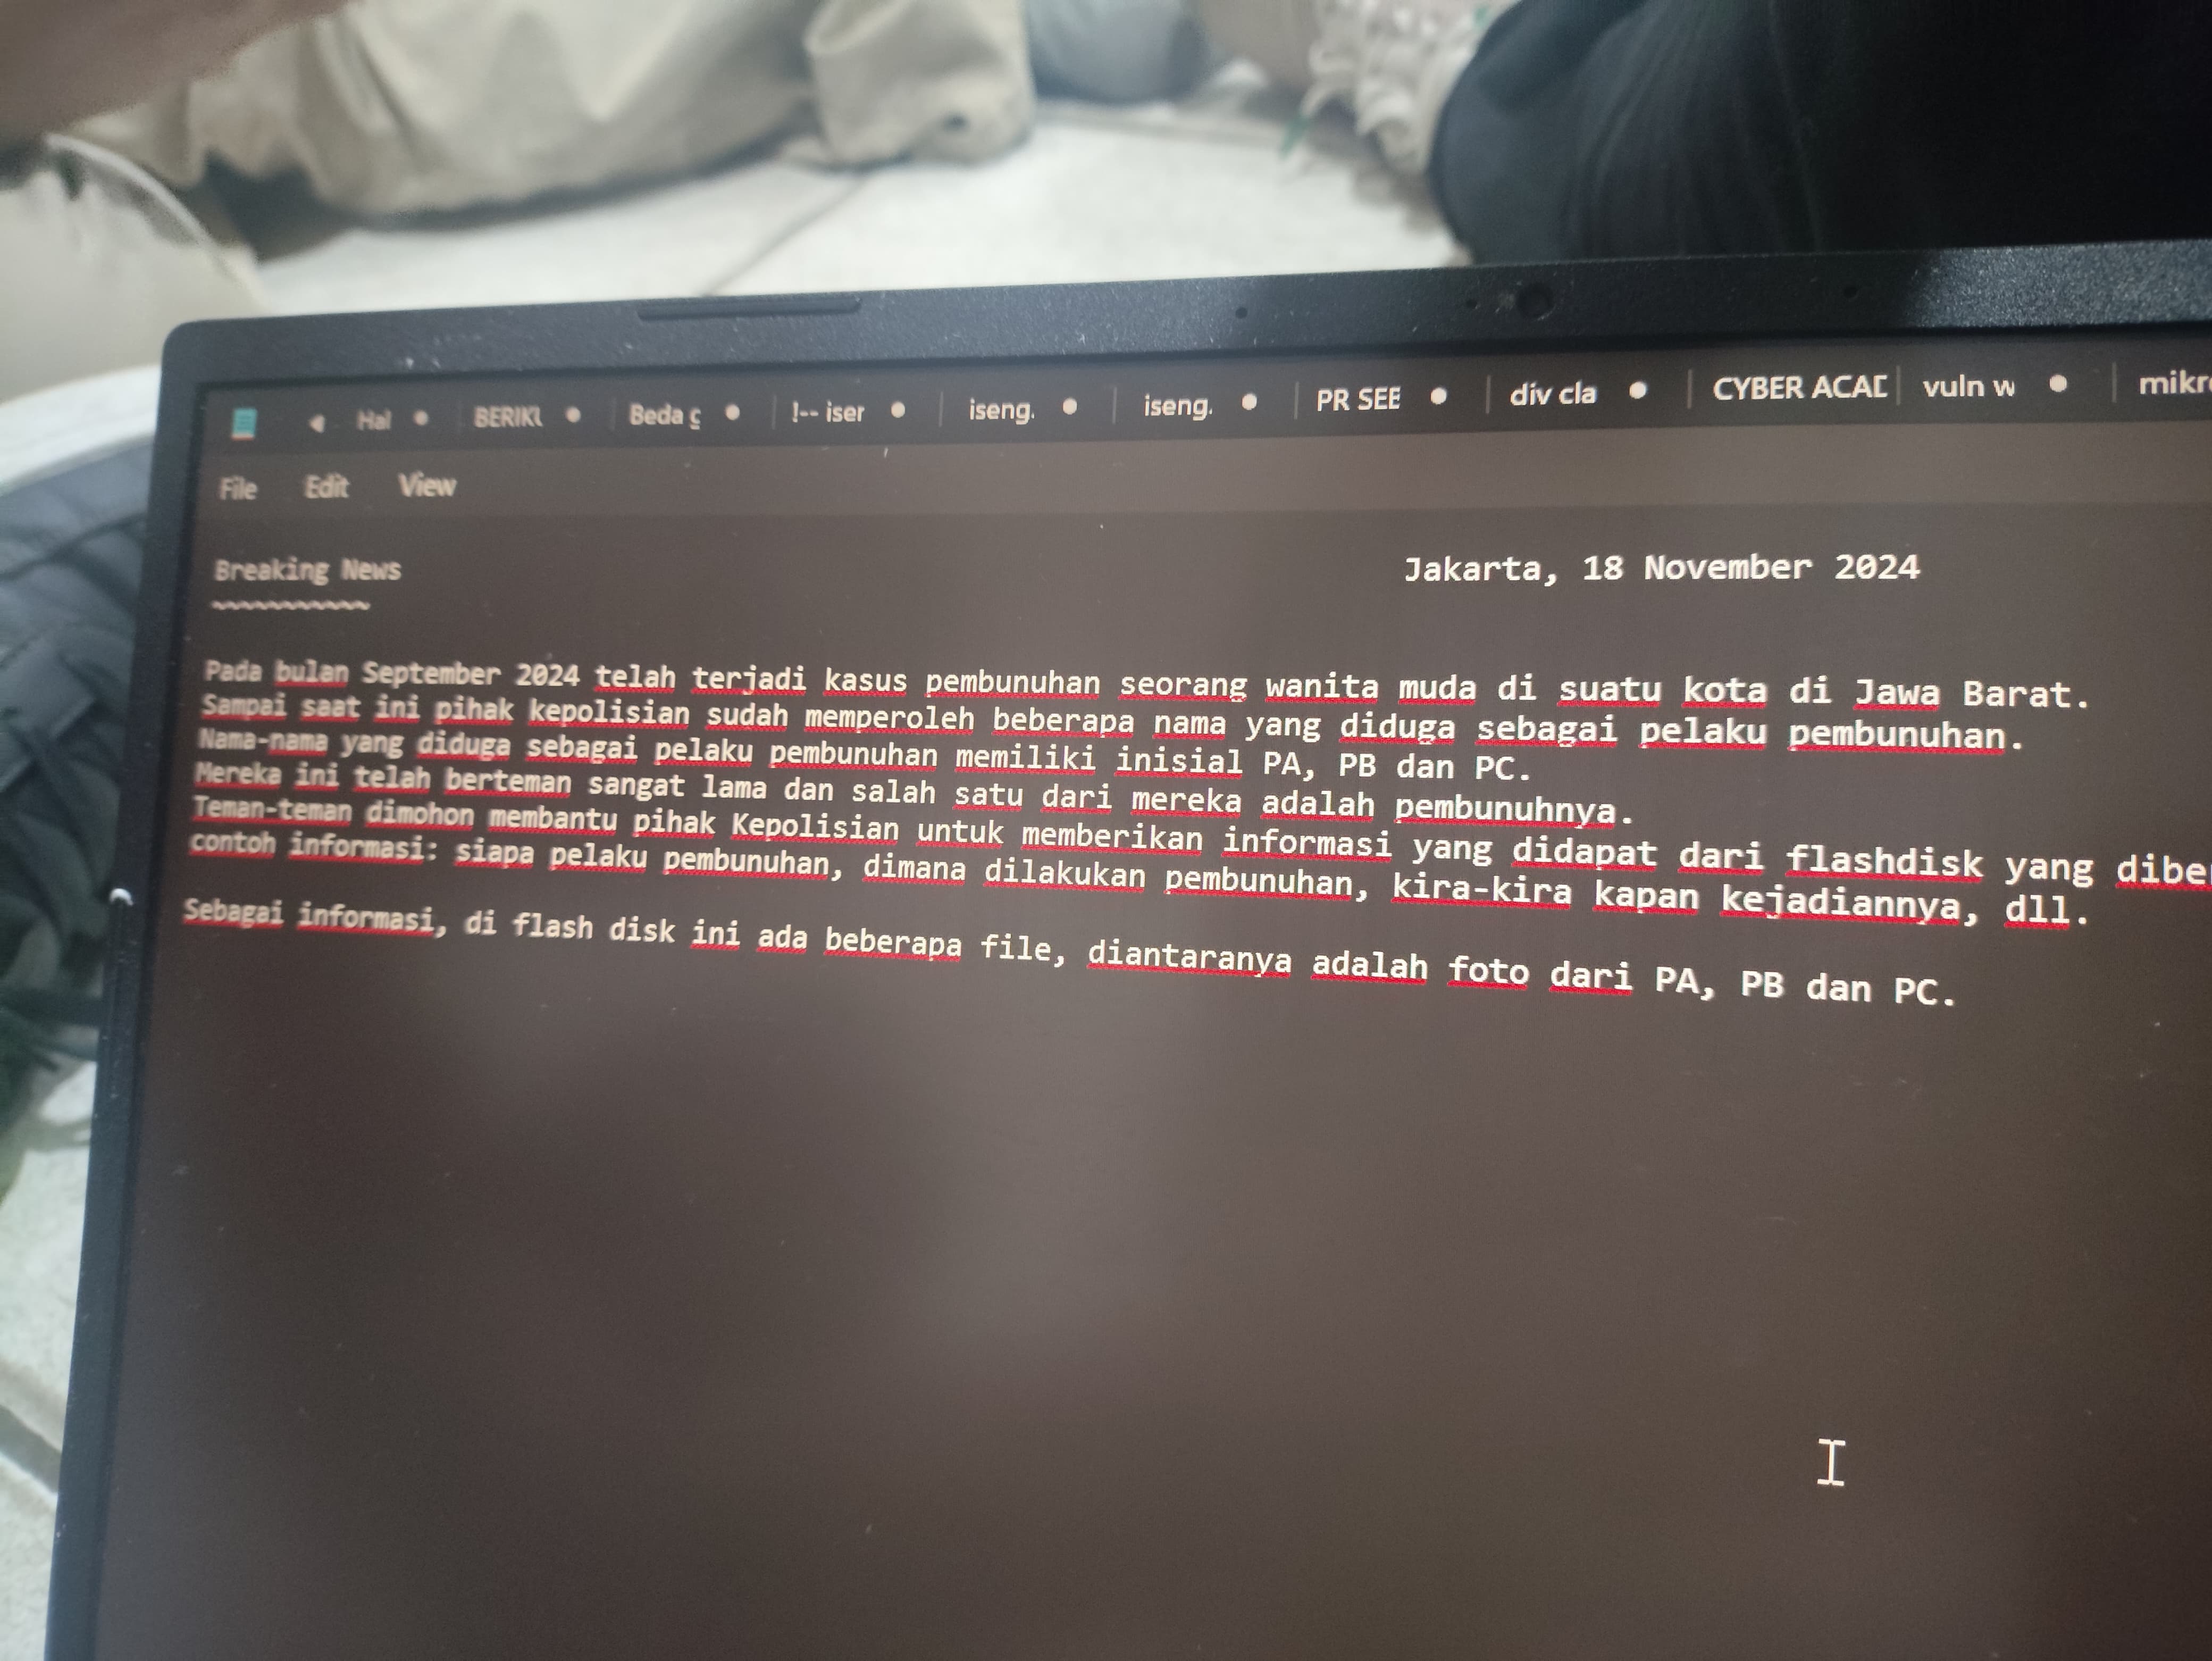 Hal BERIKU Beda g !-- iser iseng. iseng. PR SEE div cla CYBER ACAD vuln w mikro
File Edit View
Breaking News Jakarta, 18 November 2024
~~~~~~~~~~~~~
Pada bulan September 2024 telah terjadi kasus pembunuhan seorang wanita muda di suatu kota di Jawa Barat.
Sampai saat ini pihak kepolisian sudah memperoleh beberapa nama yang diduga sebagai pelaku pembunuhan.
Nama-nama yang diduga sebagai pelaku pembunuhan memiliki inisial PA, PB dan PC.
Mereka ini telah berteman sangat lama dan salah satu dari mereka adalah pembunuhnya.
Teman-teman dimohon membantu pihak Kepolisian untuk memberikan informasi yang didapat dari flashdisk yang diber
contoh informasi: siapa pelaku pembunuhan, dimana dilakukan pembunuhan, kira-kira kapan kejadiannya, dll.
Sebagai informasi, di flash disk ini ada beberapa file, diantaranya adalah foto dari PA, PB dan PC.